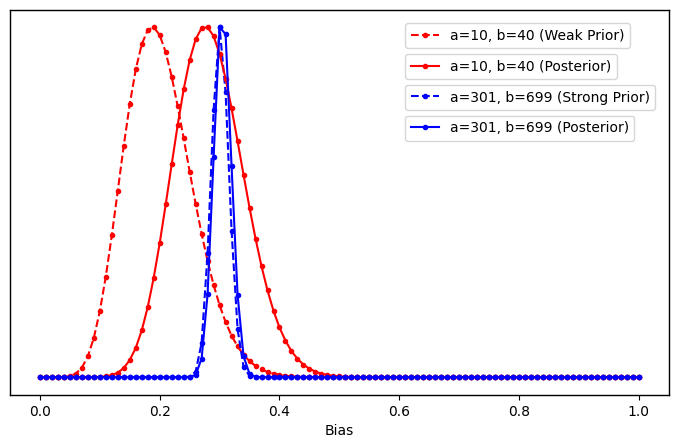 a=10, b=40 (Weak Prior)
a=10, b=40 (Posterior)
a=301, b=699 (Strong Prior)
a=301, b=699 (Posterior)
0.0 0.2 0.4 0.6 0.8 1.0
Bias